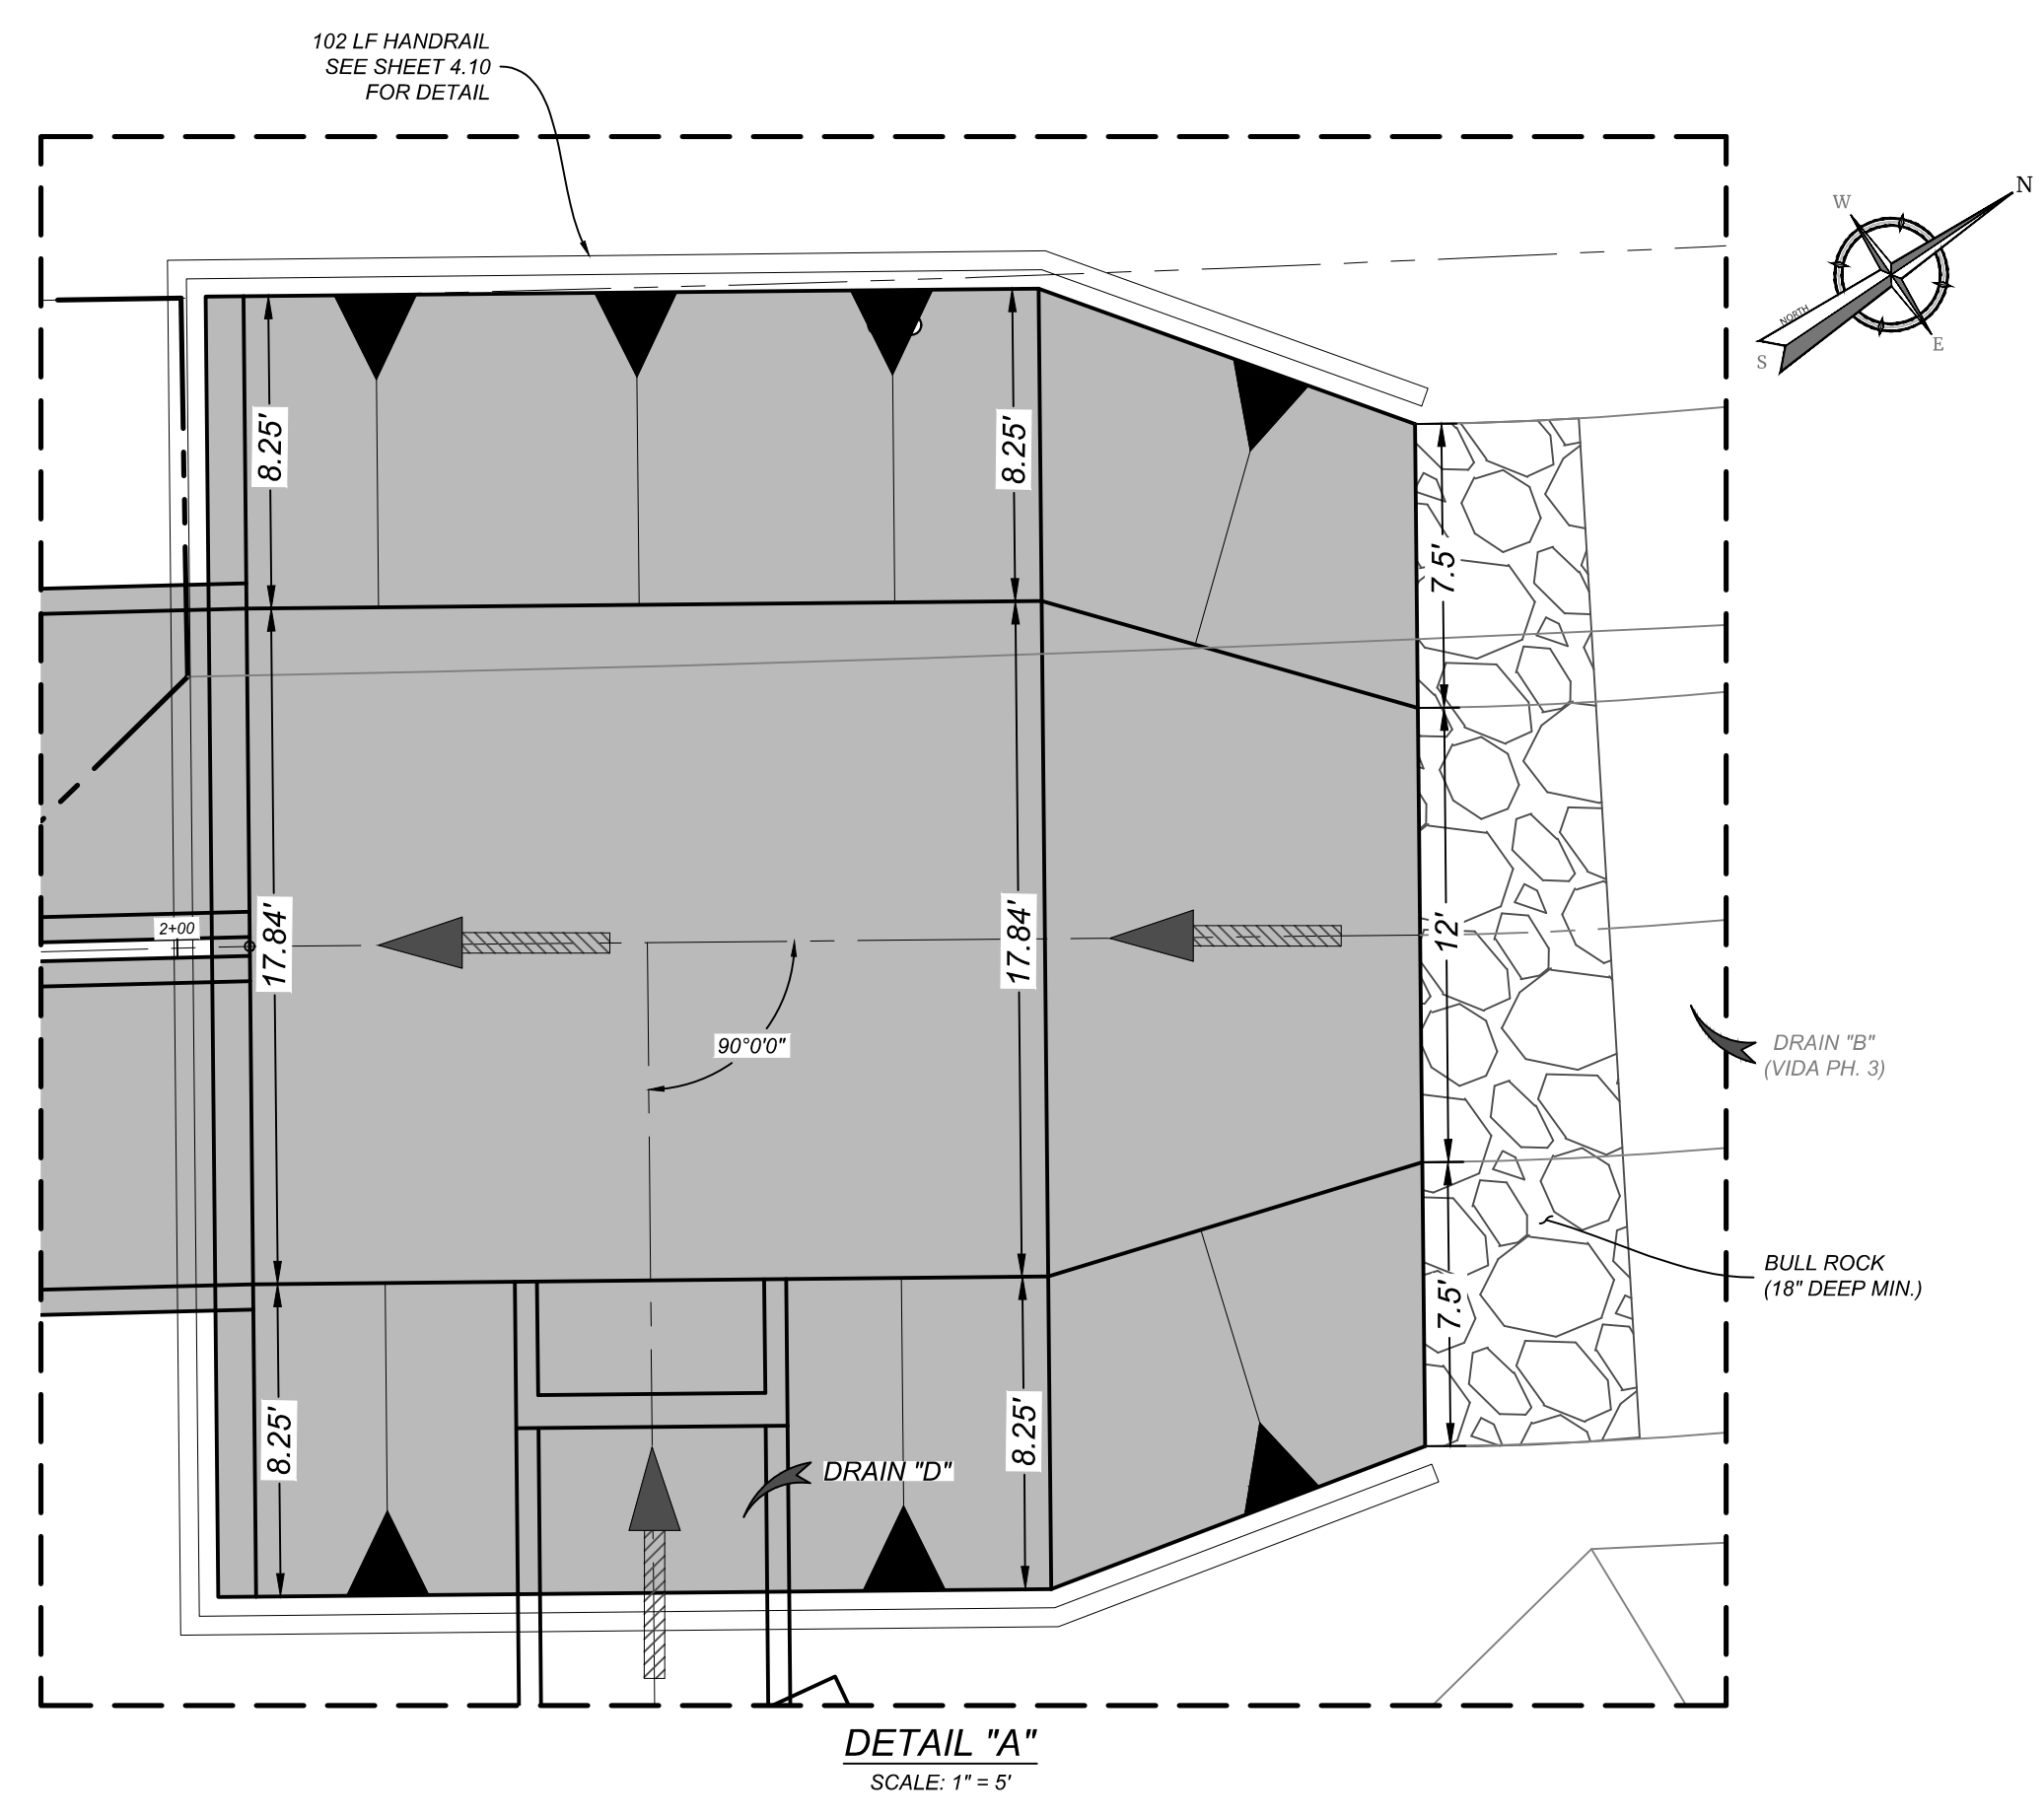 102 LF HANDRAIL
SEE SHEET 4.10
FOR DETAIL
N
W
NORTH
E
S
8.25'
8.25'
7.5'
2+00
17.84'
17.84'
12'
90°0'0"
DRAIN "B"
(VIDA PH. 3)
BULL ROCK
(18" DEEP MIN.)
7.5'
8.25'
8.25'
DRAIN "D"
DETAIL "A"
SCALE: 1" = 5'